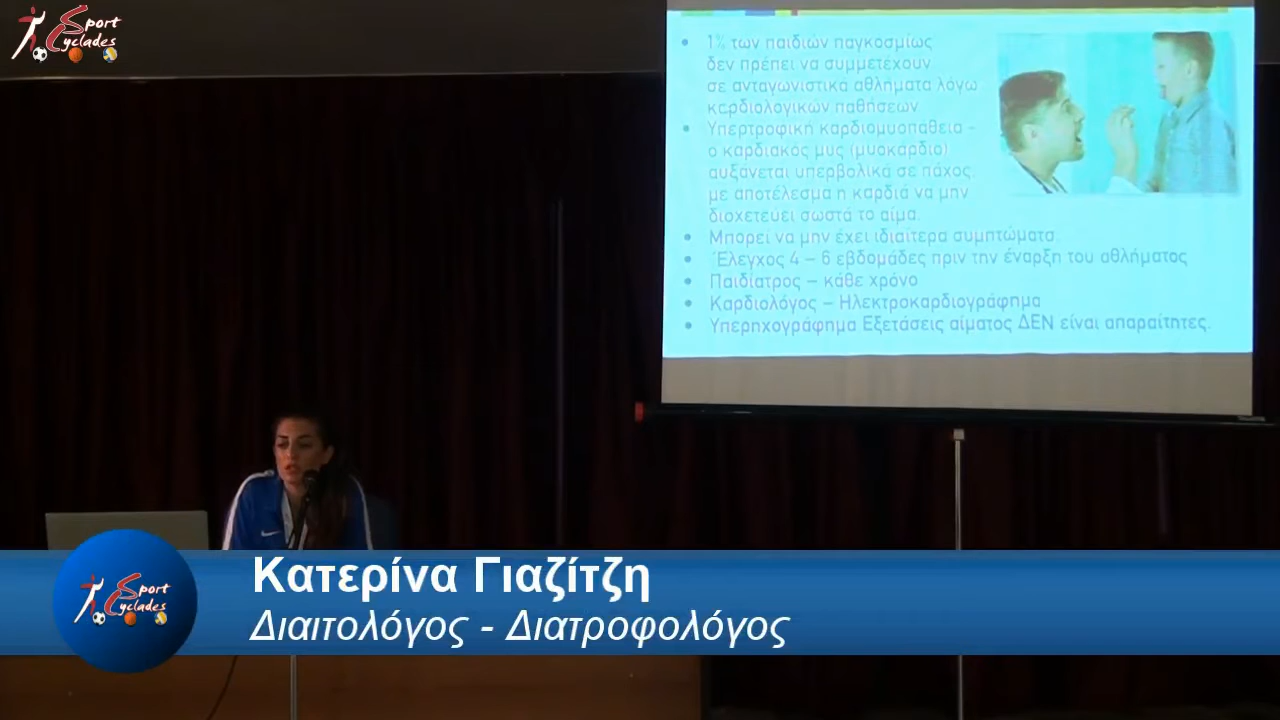 Sport
Cyclades
1% των παιδιών παγκοσμίως
δεν πρέπει να συμμετέχουν
σε ανταγωνιστικά αθλήματα λόγω
καρδιολογικών παθήσεων
Υπερτροφική καρδιομυοπάθεια -
ο καρδιακός μυς (μυοκάρδιο)
αυξάνεται υπερβολικά σε πάχος,
με αποτέλεσμα η καρδιά να μην
διοχετεύει σωστά το αίμα.
Μπορεί να μην έχει ιδιαίτερα συμπτώματα.
Έλεγχος 4 – 6 εβδομάδες πριν την έναρξη του αθλήματος
Παιδίατρος – κάθε χρόνο
Καρδιολόγος – Ηλεκτροκαρδιογράφημα
Υπερηχογράφημα Εξετάσεις αίματος ΔΕΝ είναι απαραίτητες.
Κατερίνα Γιαζίτζη
Διαιτολόγος - Διατροφολόγος
Sport
Cyclades